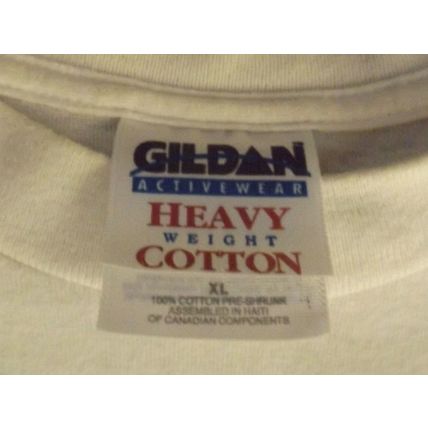 GILDAN
ACTIVEWEAR
HEAVY
WEIGHT
COTTON
XL
100% COTTON PRE-SHRUNK
ASSEMBLED IN HAITI
OF CANADIAN COMPONENTS